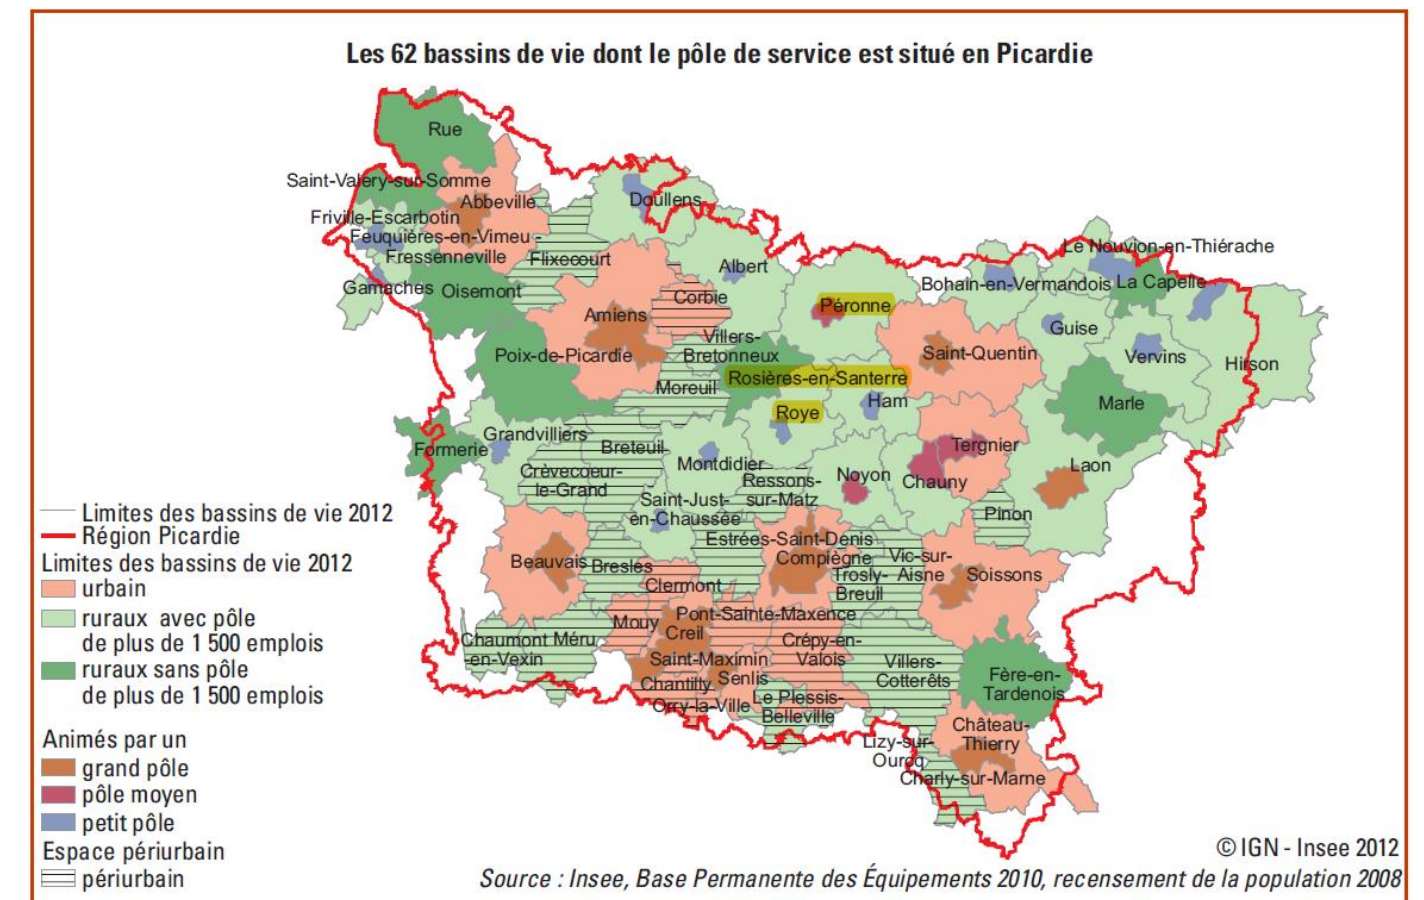 Les 62 bassins de vie dont le pôle de service est situé en Picardie
Rue
Saint-Valery-sur-Somme
Abbeville
Doullens
Friville-Escarbotin
Feuquières-en-Vimeu -
Fressenneville
Flixecourt
Albert
Le Nouvion-en-Thiérache
Bohain-en-Vermandois
La Capelle
Gamaches
Oisemont
Corbie
Péronne
Amiens
Guise
Villers-
Bretonneux
Saint-Quentin
Vervins
Hirson
Poix-de-Picardie
Rosières-en-Santerre
Moreuil
Ham
Marle
Roye
Grandvilliers
Formerie
Breteuil
Tergnier
Crèvecoeur-
le-Grand
Montdidier
Ressons-
sur-Matz
Noyon
Chauny
Laon
Saint-Just-
en-Chaussée
Pinon
Estrées-Saint-Denis
Beauvais
Bresles
Compiègne
Vic-sur-
Aisne
Soissons
Clermont
Trosly-
Breuil
Mouy
Pont-Sainte-Maxence
Creil
Crépy-en-
Valois
Chaumont
-en-Vexin
Méru
Saint-Maximin
Villers-
Cotterêts
Senlis
Chantilly
Fère-en-
Tardenois
Orry-la-Ville
Le Plessis-
Belleville
Château-
Thierry
Lizy-sur-
Ourcq
Charly-sur-Marne
Limites des bassins de vie 2012
Région Picardie
Limites des bassins de vie 2012
urbain
ruraux avec pôle
de plus de 1 500 emplois
ruraux sans pôle
de plus de 1 500 emplois
Animés par un
grand pôle
pôle moyen
petit pôle
Espace périurbain
périurbain
© IGN - Insee 2012
Source : Insee, Base Permanente des Équipements 2010, recensement de la population 2008